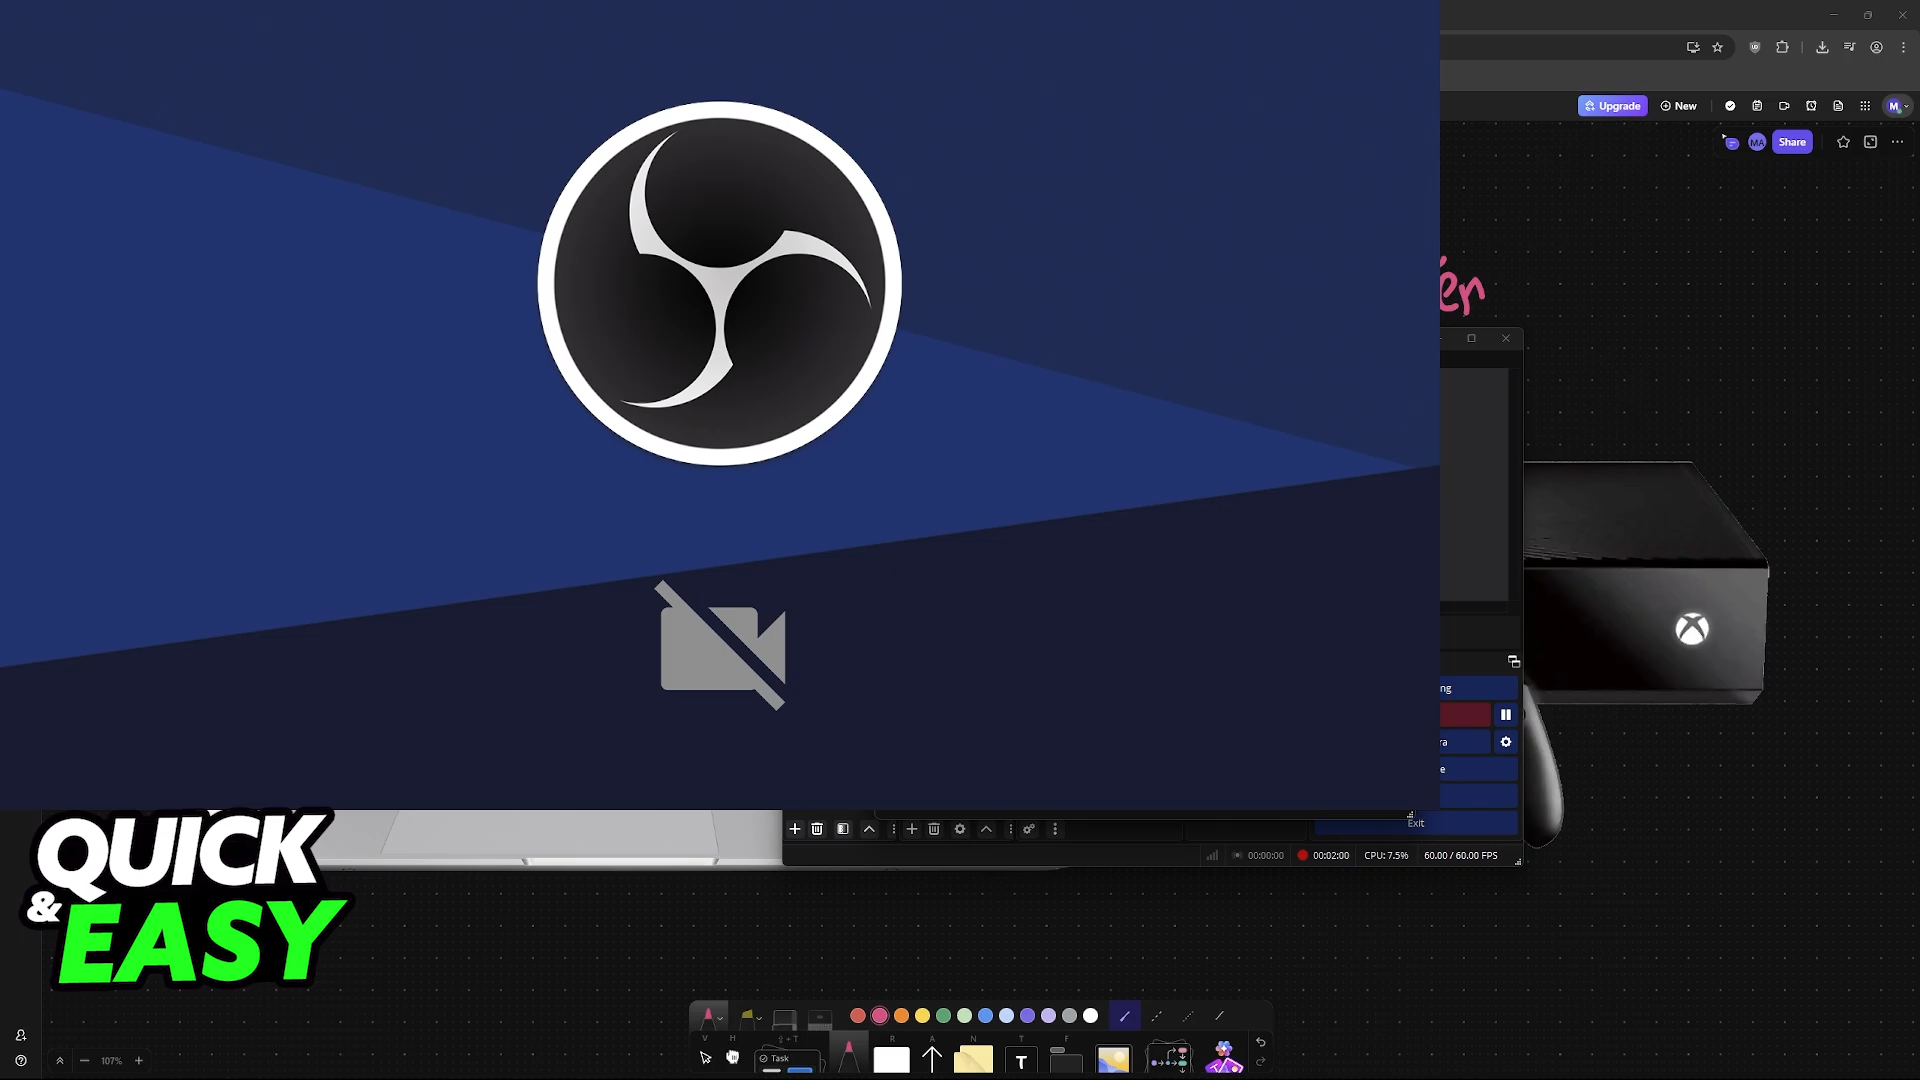 Upgrade
New
M
MA
Share
én
ng
ra
e
Exit
00:00:00
00:02:00
CPU: 7.5%
60.00 / 60.00 FPS
QUICK
&EASY
V
H
⇧ + T
R
A
N
T
F
Task
T
107%